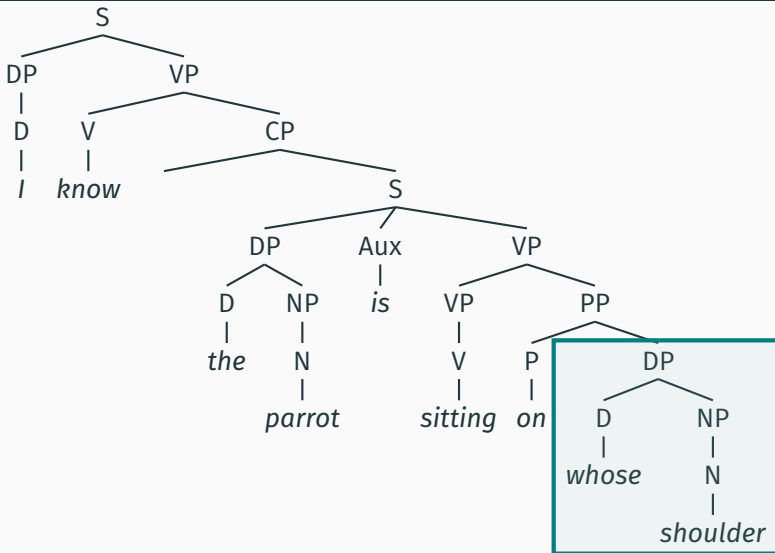 S
DP VP
D V CP
I know S
DP Aux VP
D NP is VP PP
the N V P DP
parrot sitting on D NP
whose N
shoulder